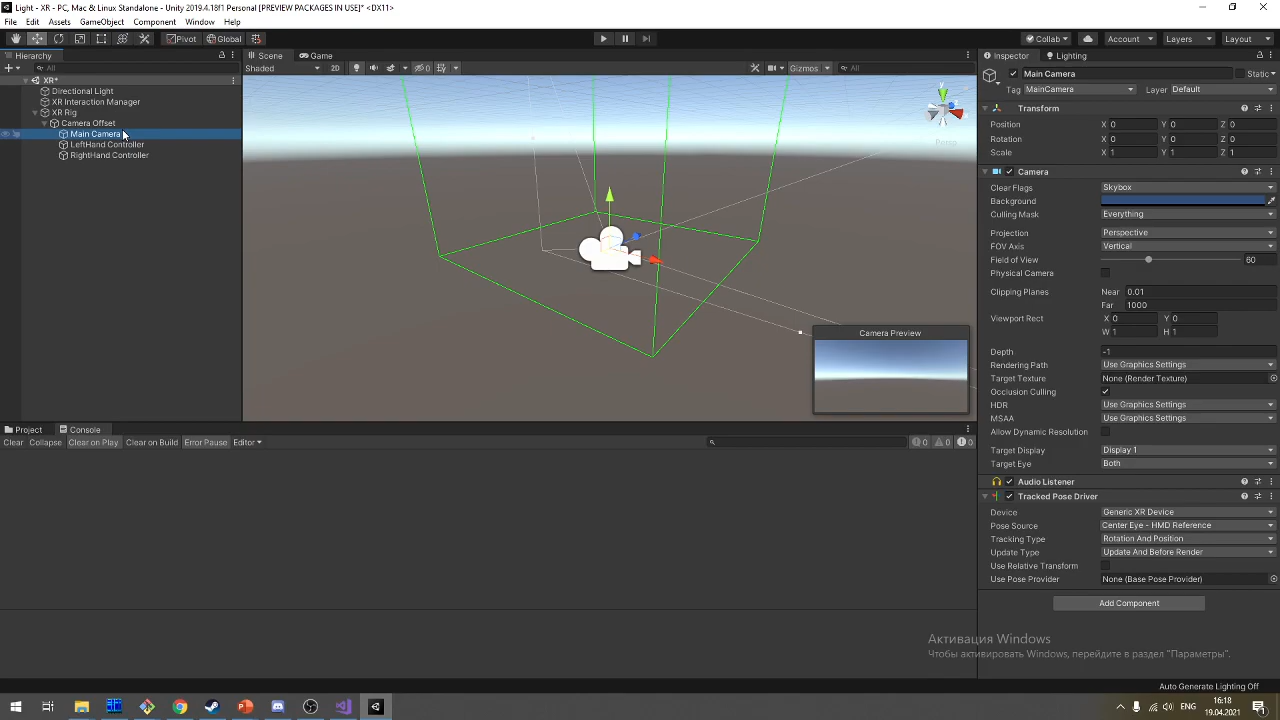 Light - XR - PC, Mac & Linux Standalone - Unity 2019.4.18f1 Personal [PREVIEW PACKAGES IN USE]* <DX11>
File Edit Assets GameObject Component Window Help
Pivot Global Collab Account Layers Layout
Hierarchy Scene Game Inspector Lighting
All Shaded 2D 0 Gizmos All
XR*
Directional Light
XR Interaction Manager
XR Rig
Camera Offset
Main Camera
LeftHand Controller
RightHand Controller
y
Persp
Camera Preview
Main Camera Static
Tag MainCamera Layer Default
Transform
Position X 0 Y 0 Z 0
Rotation X 0 Y 0 Z 0
Scale X 1 Y 1 Z 1
Camera
Clear Flags Skybox
Background
Culling Mask Everything
Projection Perspective
FOV Axis Vertical
Field of View 60
Physical Camera
Clipping Planes Near 0.01
Far 1000
Viewport Rect X 0 Y 0
W 1 H 1
Depth -1
Rendering Path Use Graphics Settings
Target Texture None (Render Texture)
Occlusion Culling
HDR Use Graphics Settings
MSAA Use Graphics Settings
Allow Dynamic Resolution
Target Display Display 1
Target Eye Both
Audio Listener
Tracked Pose Driver
Device Generic XR Device
Pose Source Center Eye - HMD Reference
Tracking Type Rotation And Position
Update Type Update And Before Render
Use Relative Transform
Use Pose Provider None (Base Pose Provider)
Add Component
Project Console
Clear Collapse Clear on Play Clear on Build Error Pause Editor 0 0 0
Активация Windows
Чтобы активировать Windows, перейдите в раздел "Параметры".
Auto Generate Lighting Off
16:18
ENG
19.04.2021